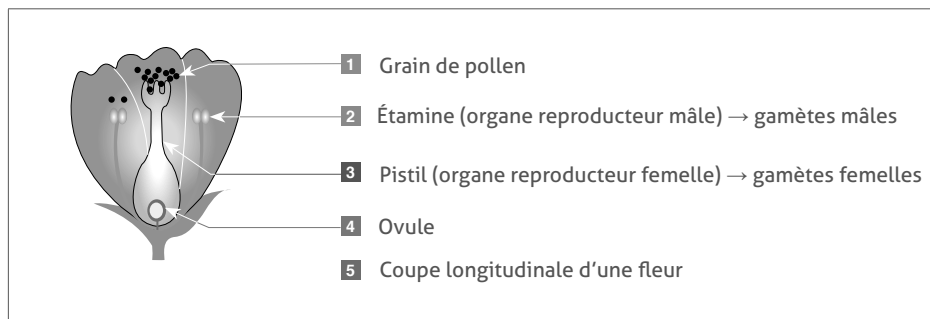 1 Grain de pollen
2 Étamine (organe reproducteur mâle) → gamètes mâles
3 Pistil (organe reproducteur femelle) → gamètes femelles
4 Ovule
5 Coupe longitudinale d'une fleur